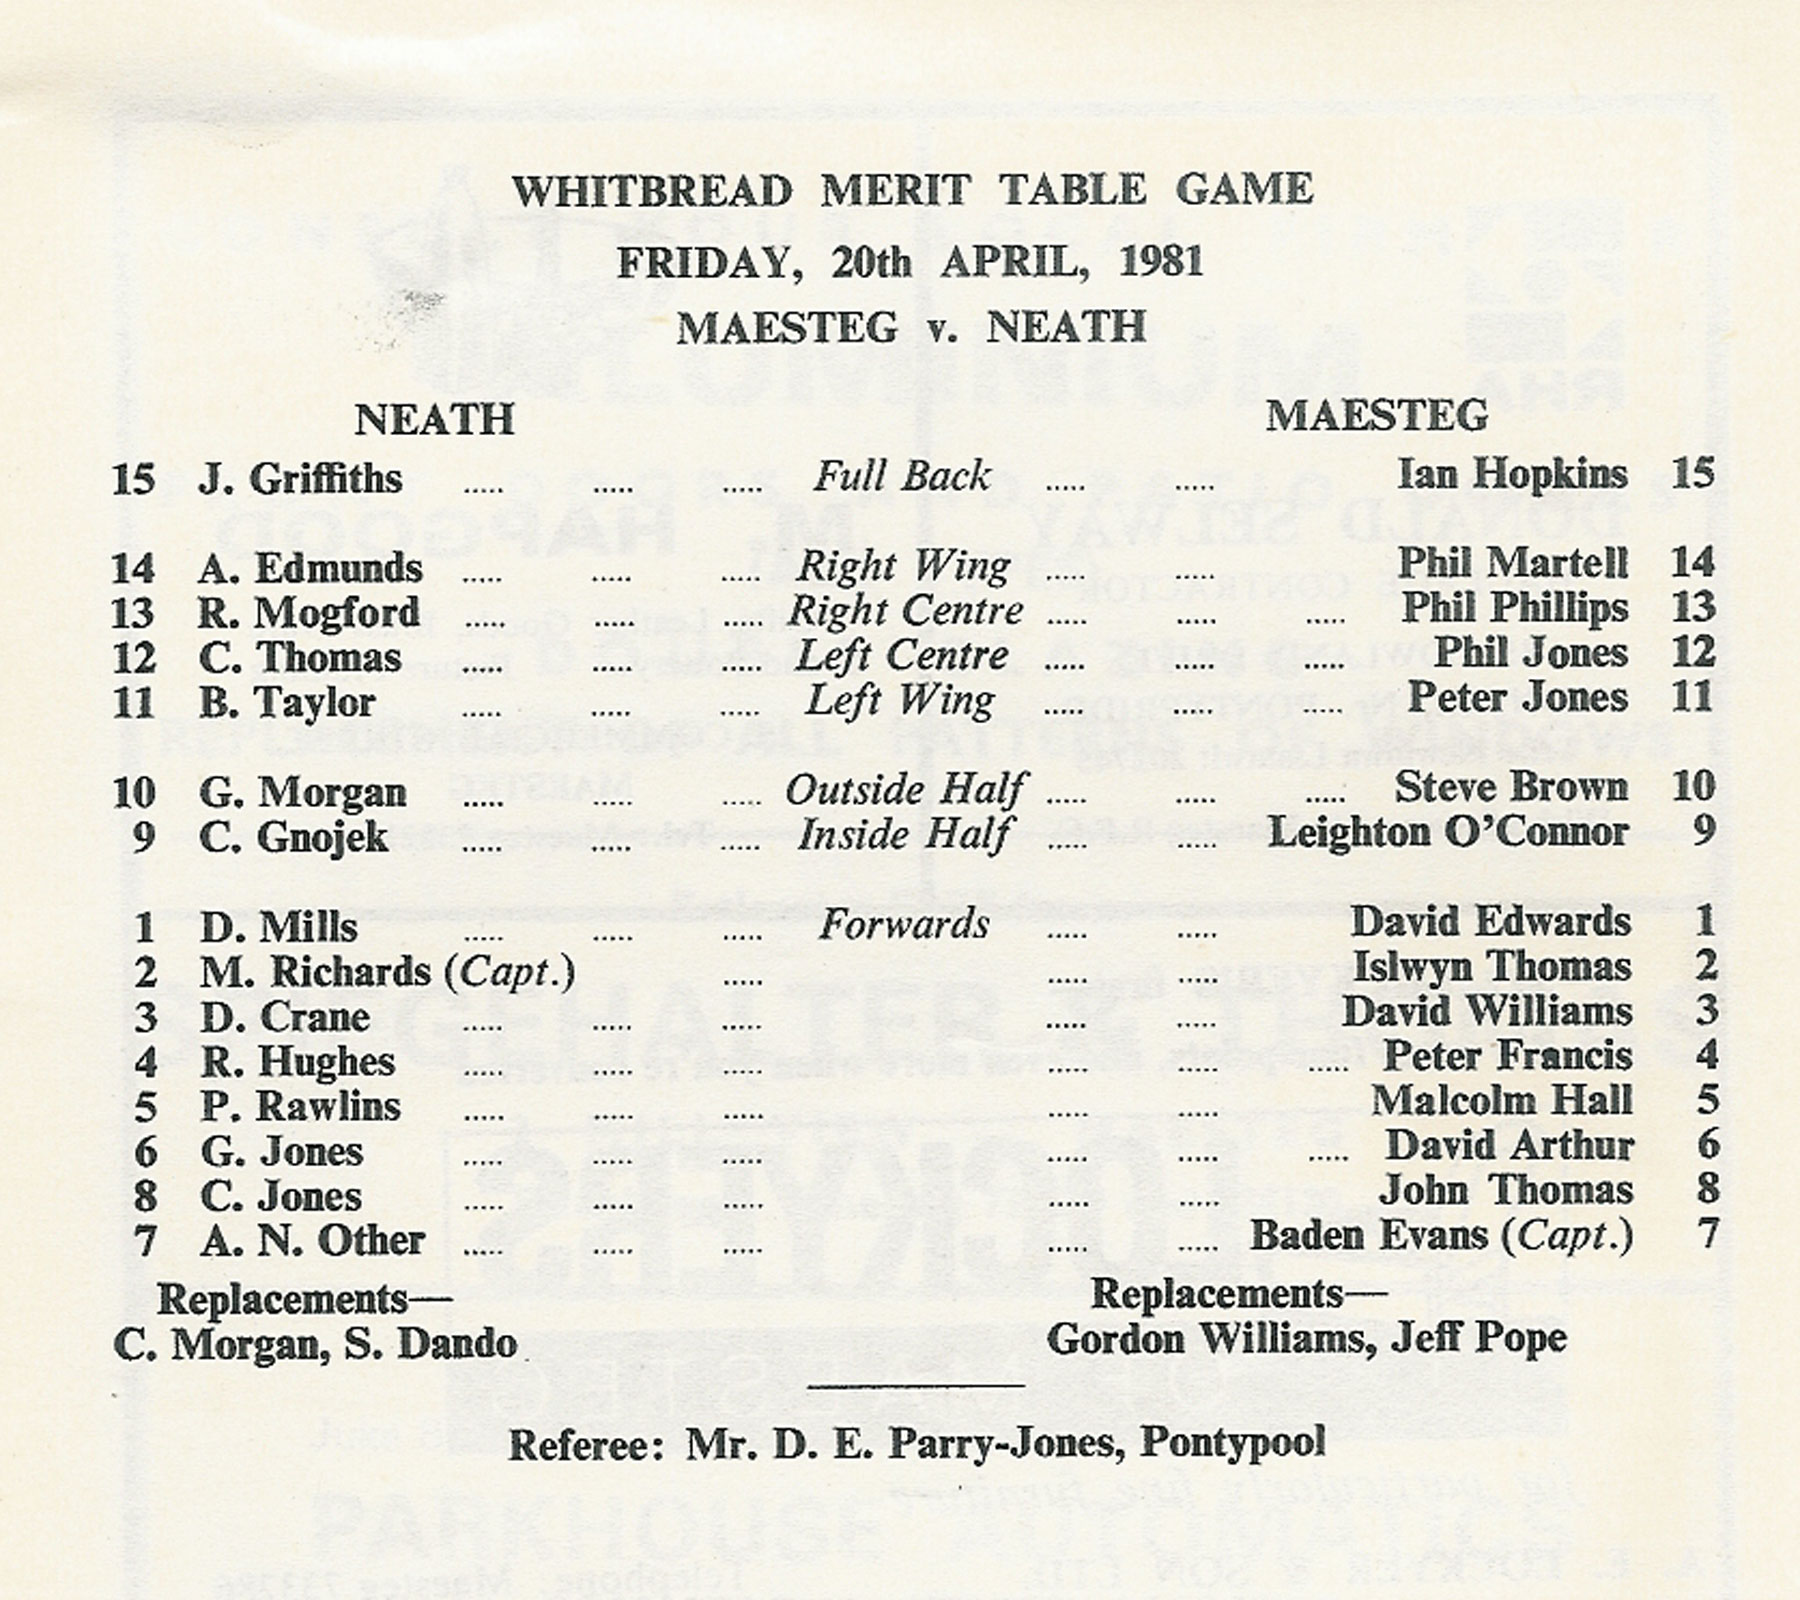 WHITBREAD MERIT TABLE GAME
FRIDAY, 20th APRIL, 1981
MAESTEG v. NEATH
NEATH MAESTEG
15 J. Griffiths ..... ..... ..... Full Back ..... ..... Ian Hopkins 15
14 A. Edmunds ..... ..... ..... Right Wing ..... ..... Phil Martell 14
13 R. Mogford ..... ..... ..... Right Centre ..... ..... ..... Phil Phillips 13
12 C. Thomas ..... ..... ..... Left Centre ..... ..... ..... Phil Jones 12
11 B. Taylor ..... ..... ..... Left Wing ..... ..... ..... Peter Jones 11
10 G. Morgan ..... ..... ..... Outside Half ..... ..... ..... Steve Brown 10
9 C. Gnojek ..... ..... ..... Inside Half ..... ..... Leighton O'Connor 9
1 D. Mills ..... ..... ..... Forwards ..... ..... David Edwards 1
2 M. Richards (Capt.) ..... ..... ..... Islwyn Thomas 2
3 D. Crane ..... ..... ..... ..... ..... David Williams 3
4 R. Hughes ..... ..... ..... ..... ..... ..... Peter Francis 4
5 P. Rawlins ..... ..... ..... ..... ..... Malcolm Hall 5
6 G. Jones ..... ..... ..... ..... ..... ..... David Arthur 6
8 C. Jones ..... ..... ..... ..... ..... John Thomas 8
7 A. N. Other ..... ..... ..... ..... ..... Baden Evans (Capt.) 7
Replacements— Replacements—
C. Morgan, S. Dando Gordon Williams, Jeff Pope
Referee: Mr. D. E. Parry-Jones, Pontypool